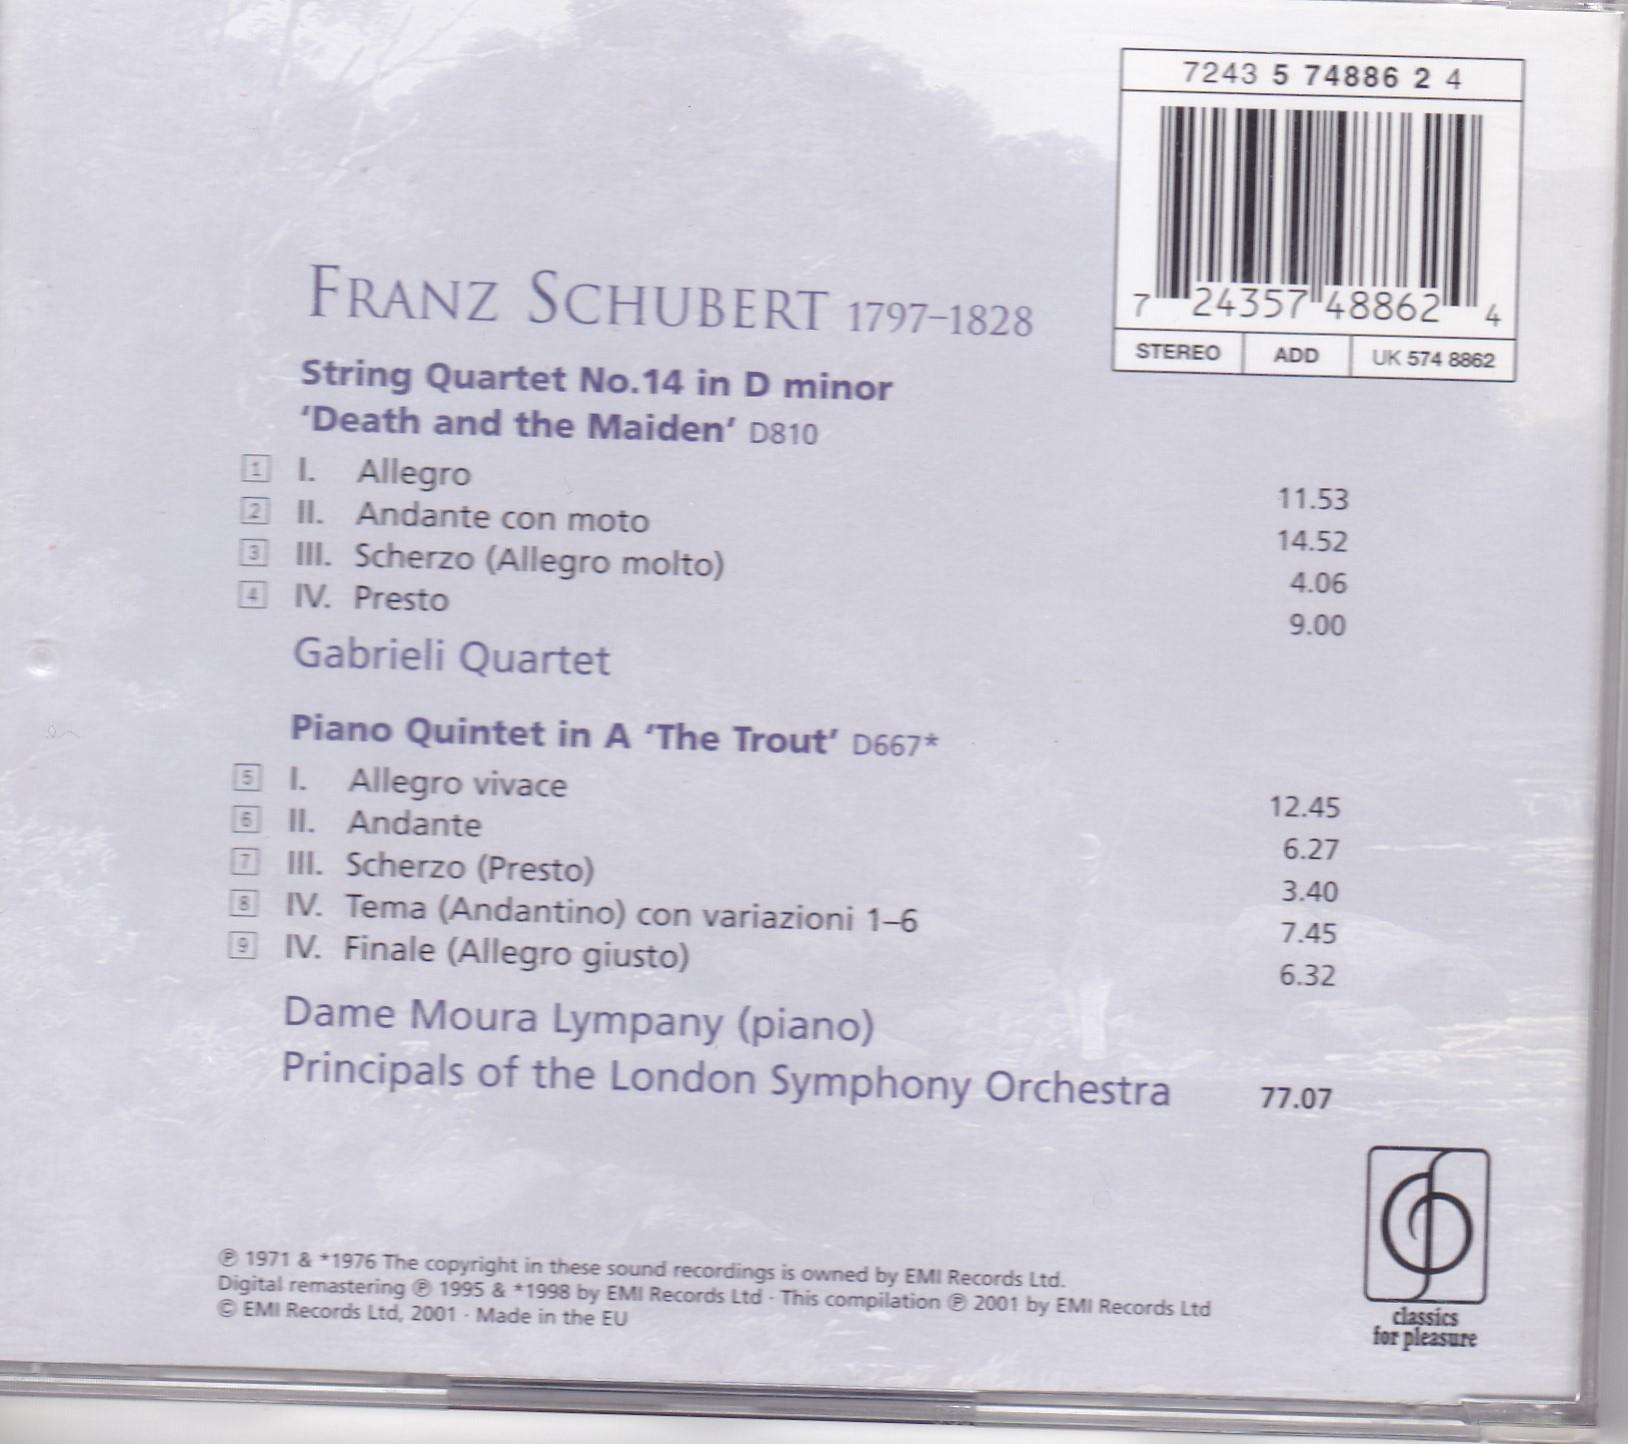 7243 5 74886 2 4
7 24357 48862 4
STEREO ADD UK 574 8862
FRANZ SCHUBERT 1797–1828
String Quartet No.14 in D minor
‘Death and the Maiden’ D810
1 I. Allegro 11.53
2 II. Andante con moto 14.52
3 III. Scherzo (Allegro molto) 4.06
4 IV. Presto 9.00
Gabrieli Quartet
Piano Quintet in A ‘The Trout’ D667*
5 I. Allegro vivace 12.45
6 II. Andante 6.27
7 III. Scherzo (Presto) 3.40
8 IV. Tema (Andantino) con variazioni 1–6 7.45
9 IV. Finale (Allegro giusto) 6.32
Dame Moura Lympany (piano)
Principals of the London Symphony Orchestra 77.07
℗ 1971 & *1976 The copyright in these sound recordings is owned by EMI Records Ltd.
Digital remastering ℗ 1995 & *1998 by EMI Records Ltd · This compilation ℗ 2001 by EMI Records Ltd
© EMI Records Ltd, 2001 · Made in the EU
classics
for pleasure